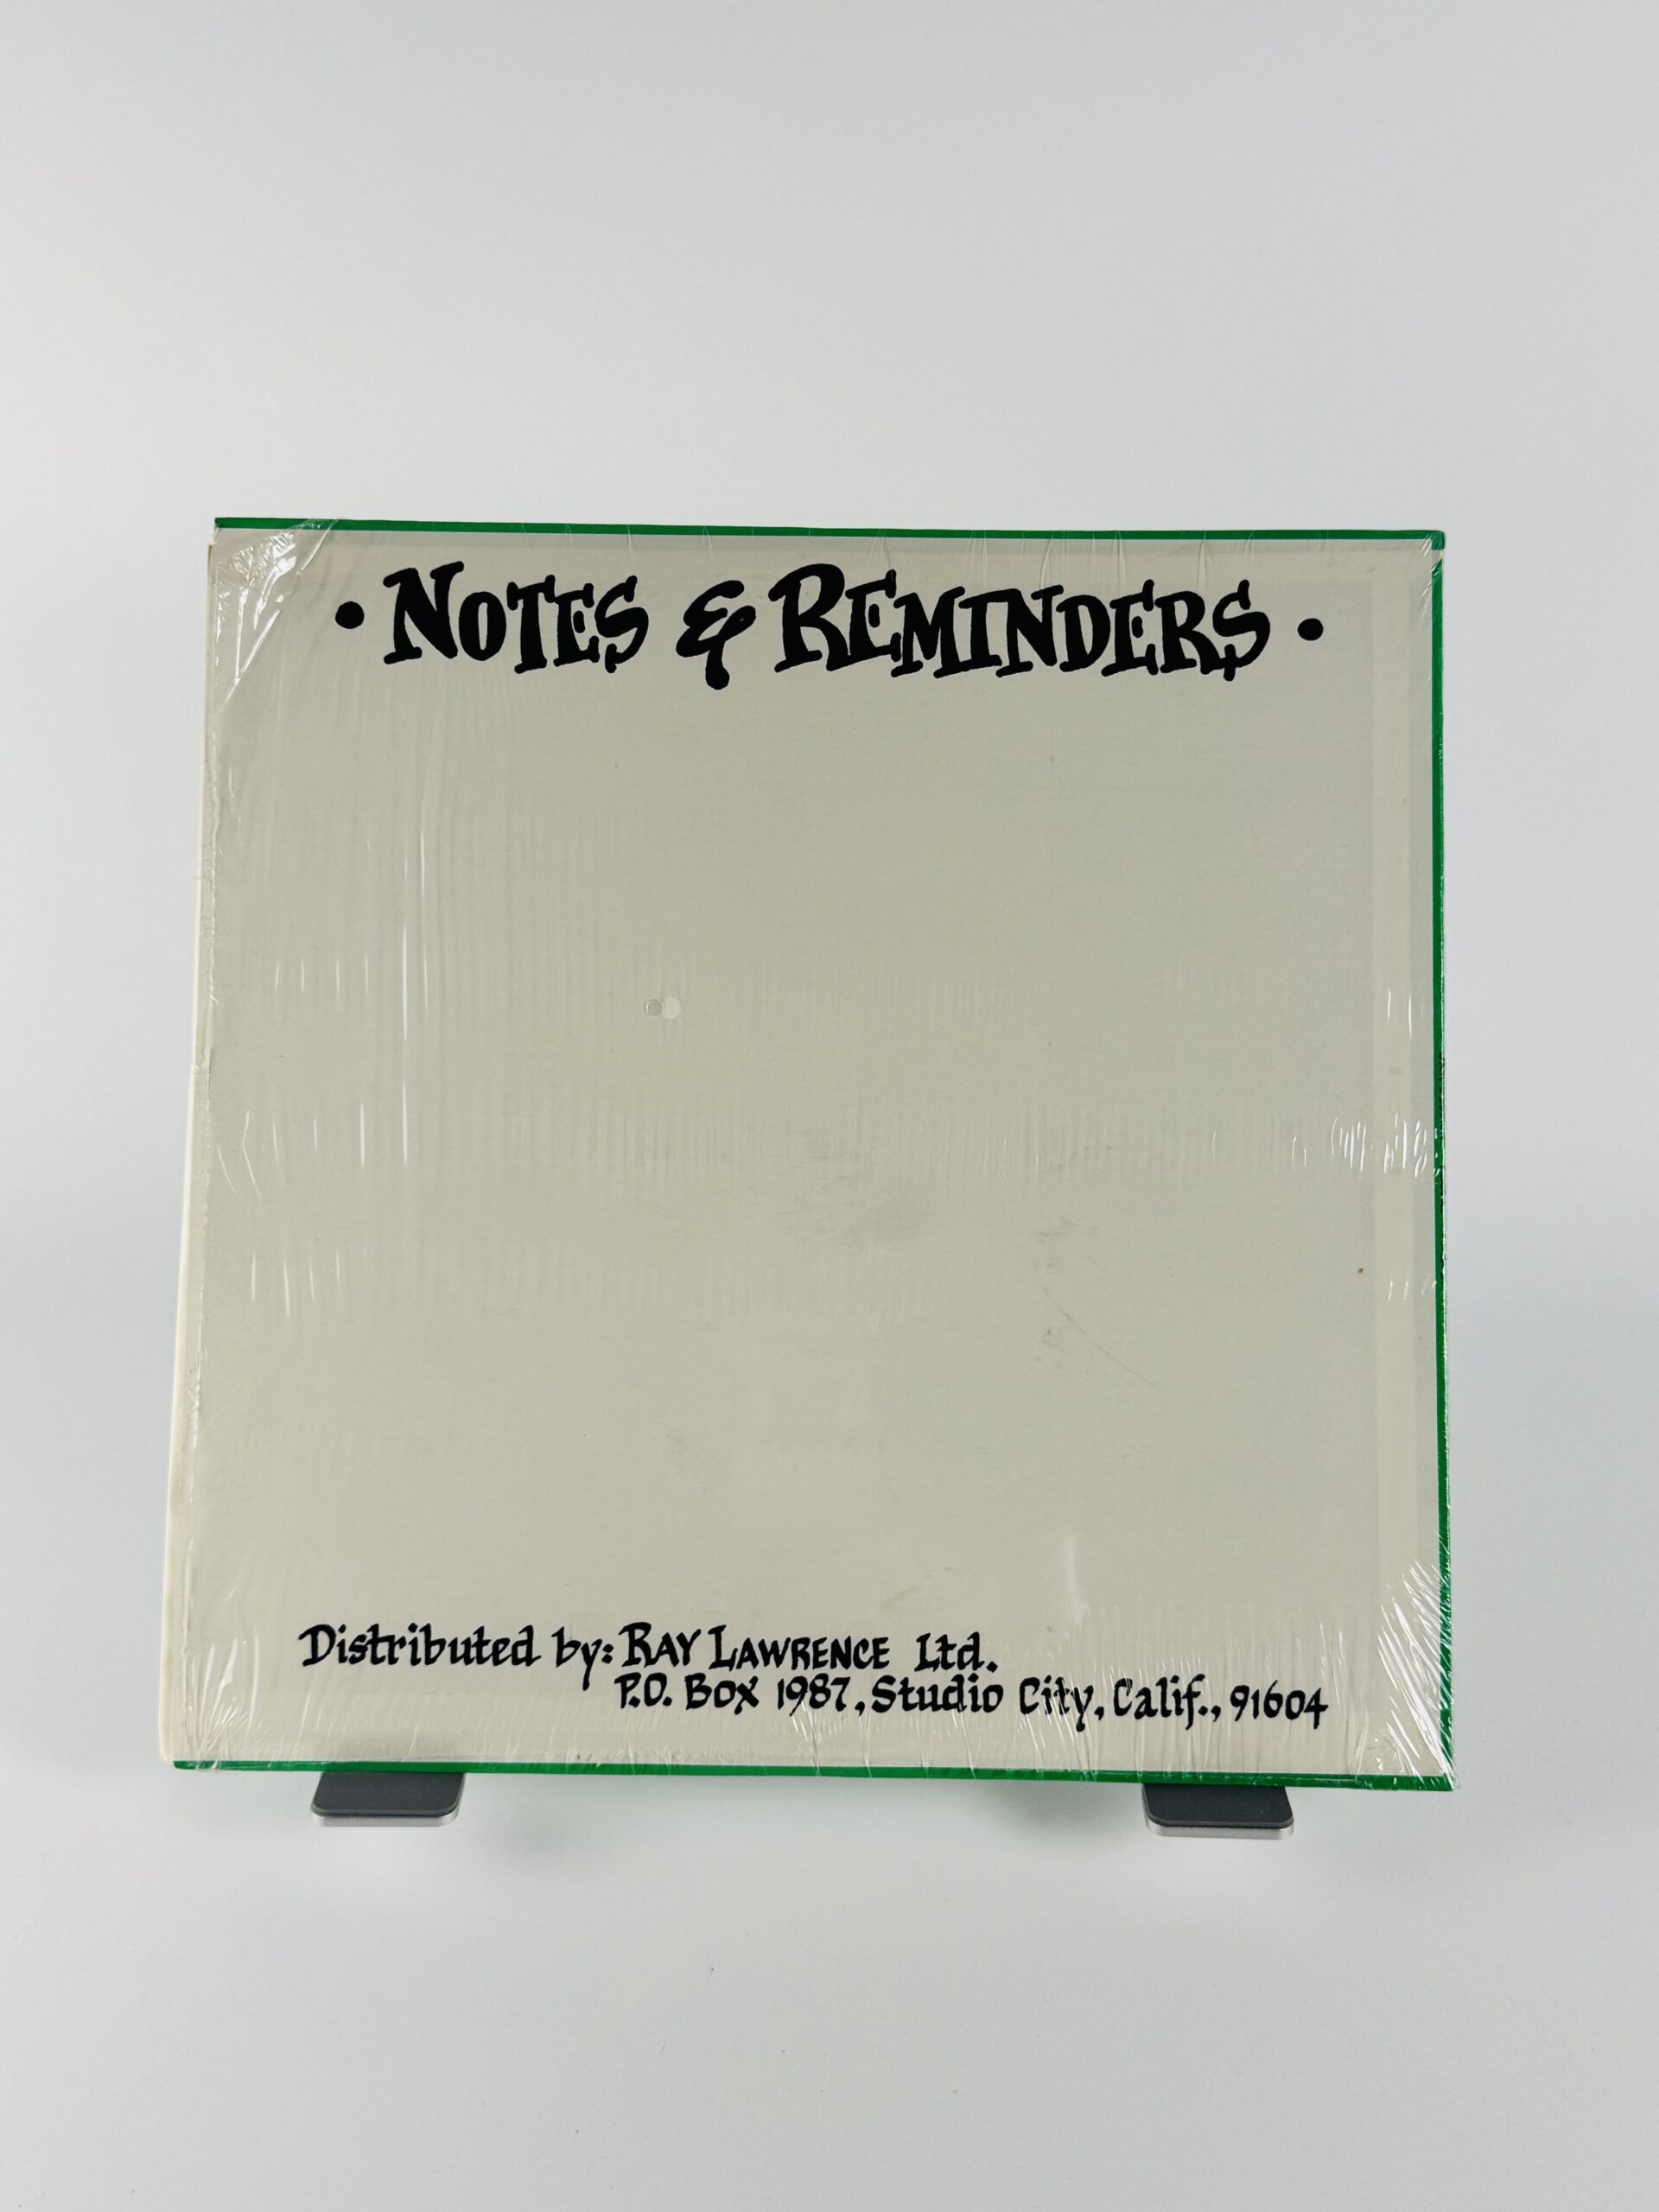 • NOTES & REMINDERS •
Distributed by: RAY LAWRENCE Ltd.
P.O. Box 1987, Studio City, Calif., 91604